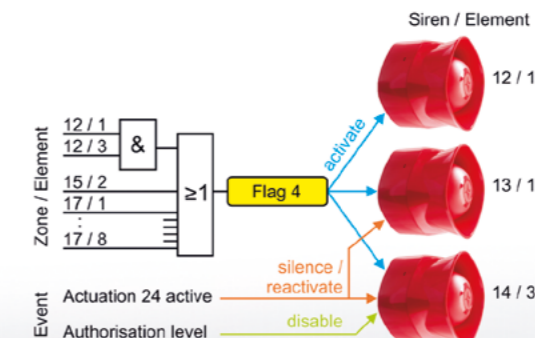 Siren / Element
12 / 1
12 / 1
12 / 3
&
activate
Zone / Element
15 / 2
17 / 1
⋮
17 / 8
≥1
Flag 4
13 / 1
silence /
reactivate
14 / 3
Event
Actuation 24 active
disable
Authorisation level